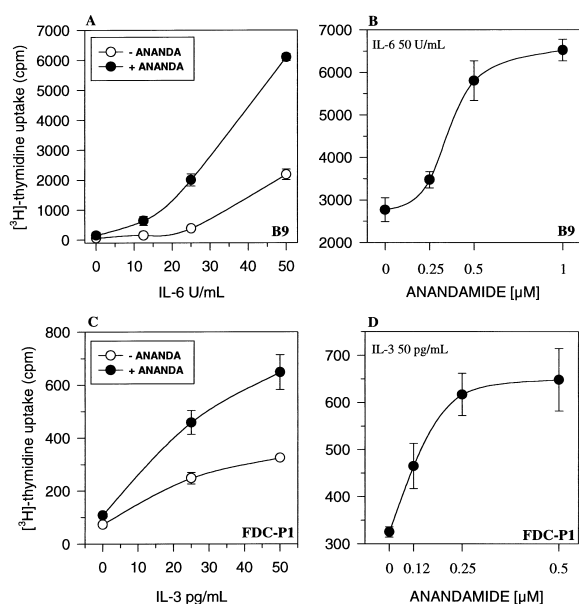 A
- ANANDA
+ ANANDA
[³H]-thymidine uptake (cpm)
7000
6000
5000
4000
3000
2000
1000
0
0 10 20 30 40 50
B9
IL-6 U/mL
B
IL-6 50 U/mL
7000
6000
5000
4000
3000
2000
0 0.25 0.5 1
B9
ANANDAMIDE [µM]
C
- ANANDA
+ ANANDA
[³H]-thymidine uptake (cpm)
800
600
400
200
0
0 10 20 30 40 50
FDC-P1
IL-3 pg/mL
D
IL-3 50 pg/mL
700
600
500
400
300
0 0.12 0.25 0.5
FDC-P1
ANANDAMIDE [µM]